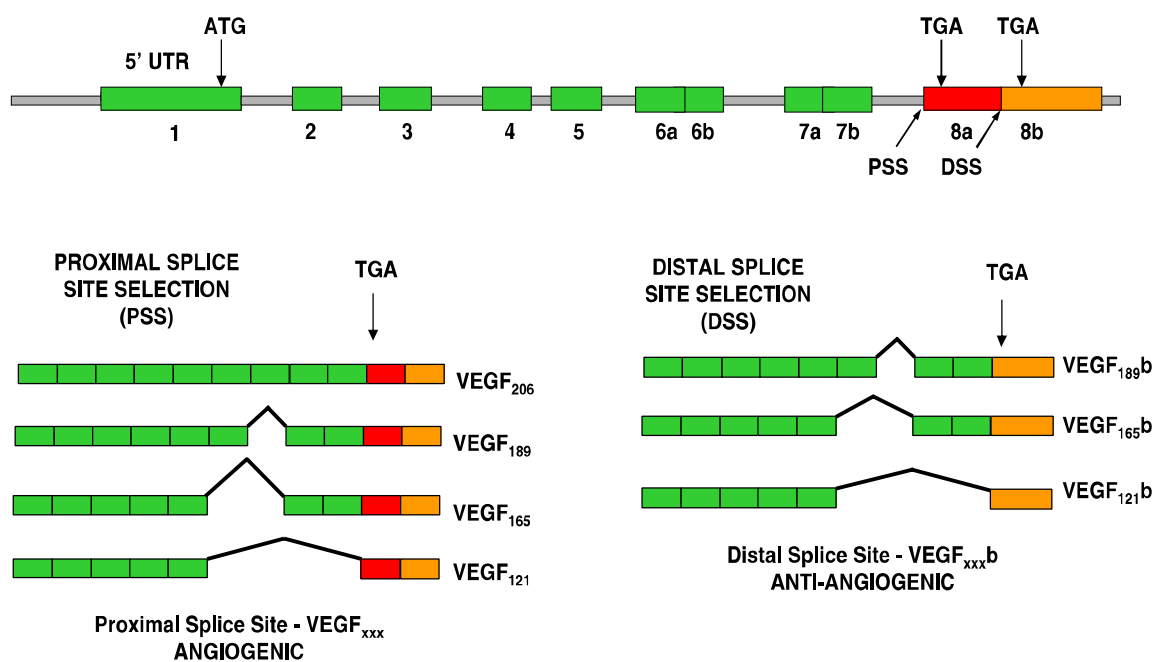 ATG
TGA
TGA
5' UTR
1
2
3
4
5
6a
6b
7a
7b
8a
8b
PSS
DSS
PROXIMAL SPLICE
SITE SELECTION
(PSS)
TGA
VEGF206
VEGF189
VEGF165
VEGF121
Proximal Splice Site - VEGFxxx
ANGIOGENIC
DISTAL SPLICE
SITE SELECTION
(DSS)
TGA
VEGF189b
VEGF165b
VEGF121b
Distal Splice Site - VEGFxxxb
ANTI-ANGIOGENIC